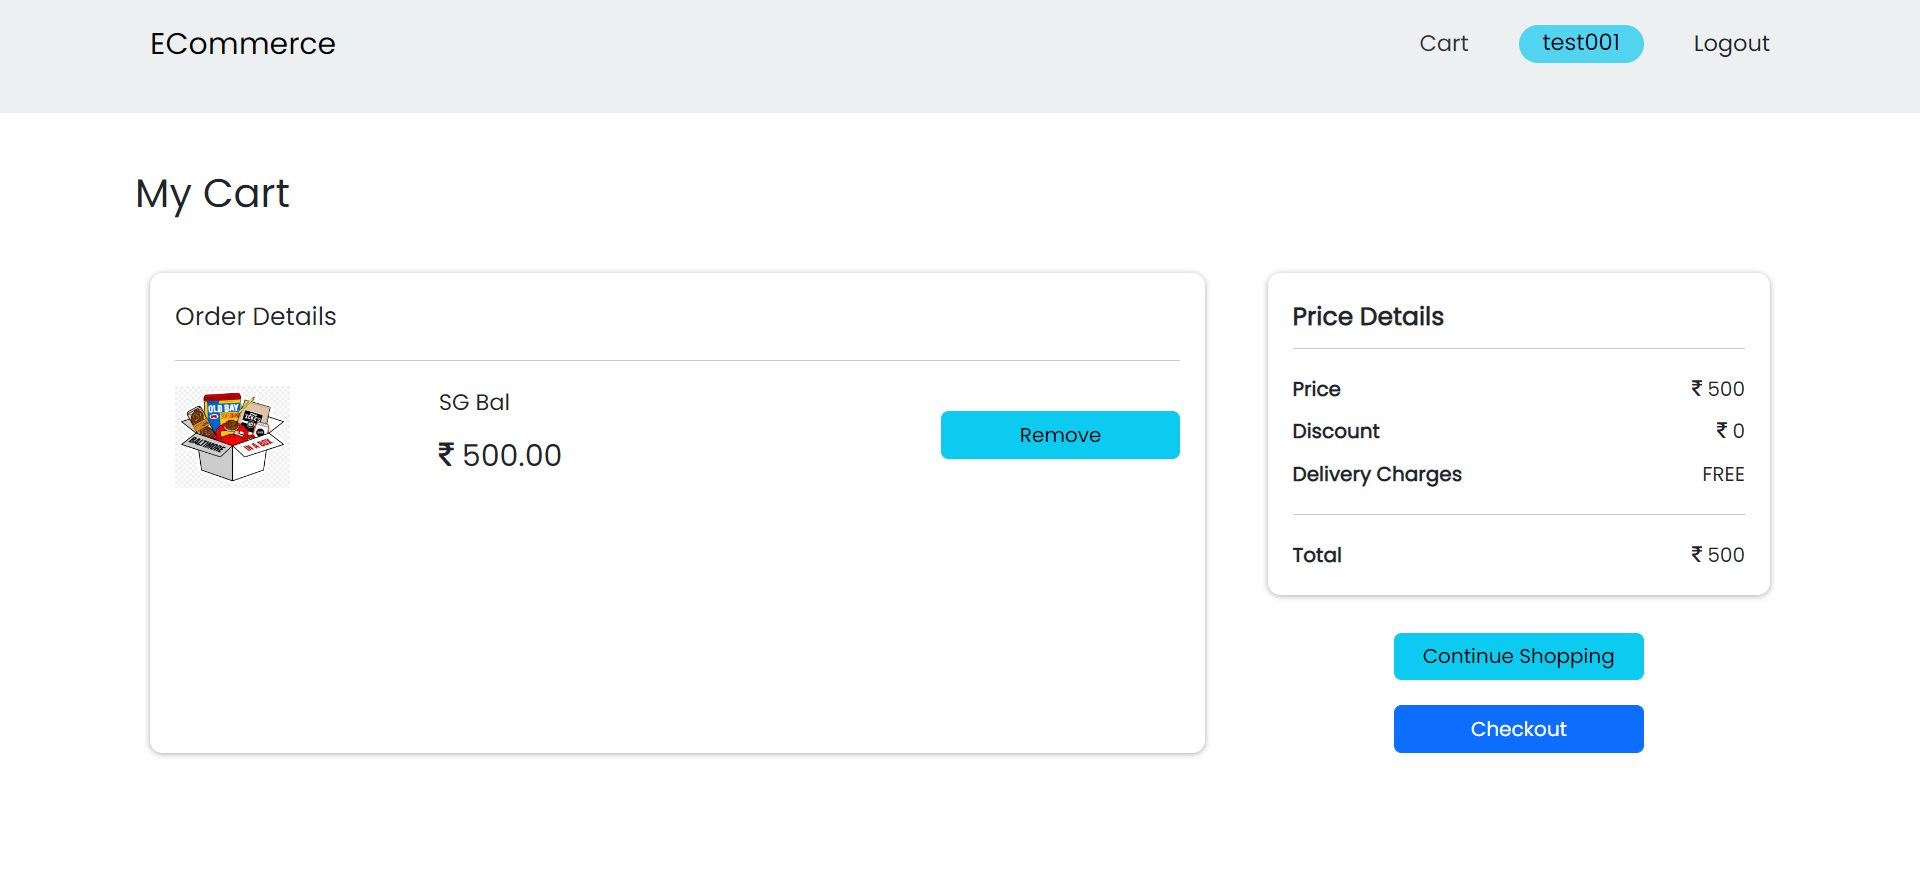 ECommerce
Cart
test001
Logout
My Cart
Order Details
OLD BAY
BALTIMORE
IN A BOX
SG Bal
₹ 500.00
Remove
Price Details
Price ₹ 500
Discount ₹ 0
Delivery Charges FREE
Total ₹ 500
Continue Shopping
Checkout